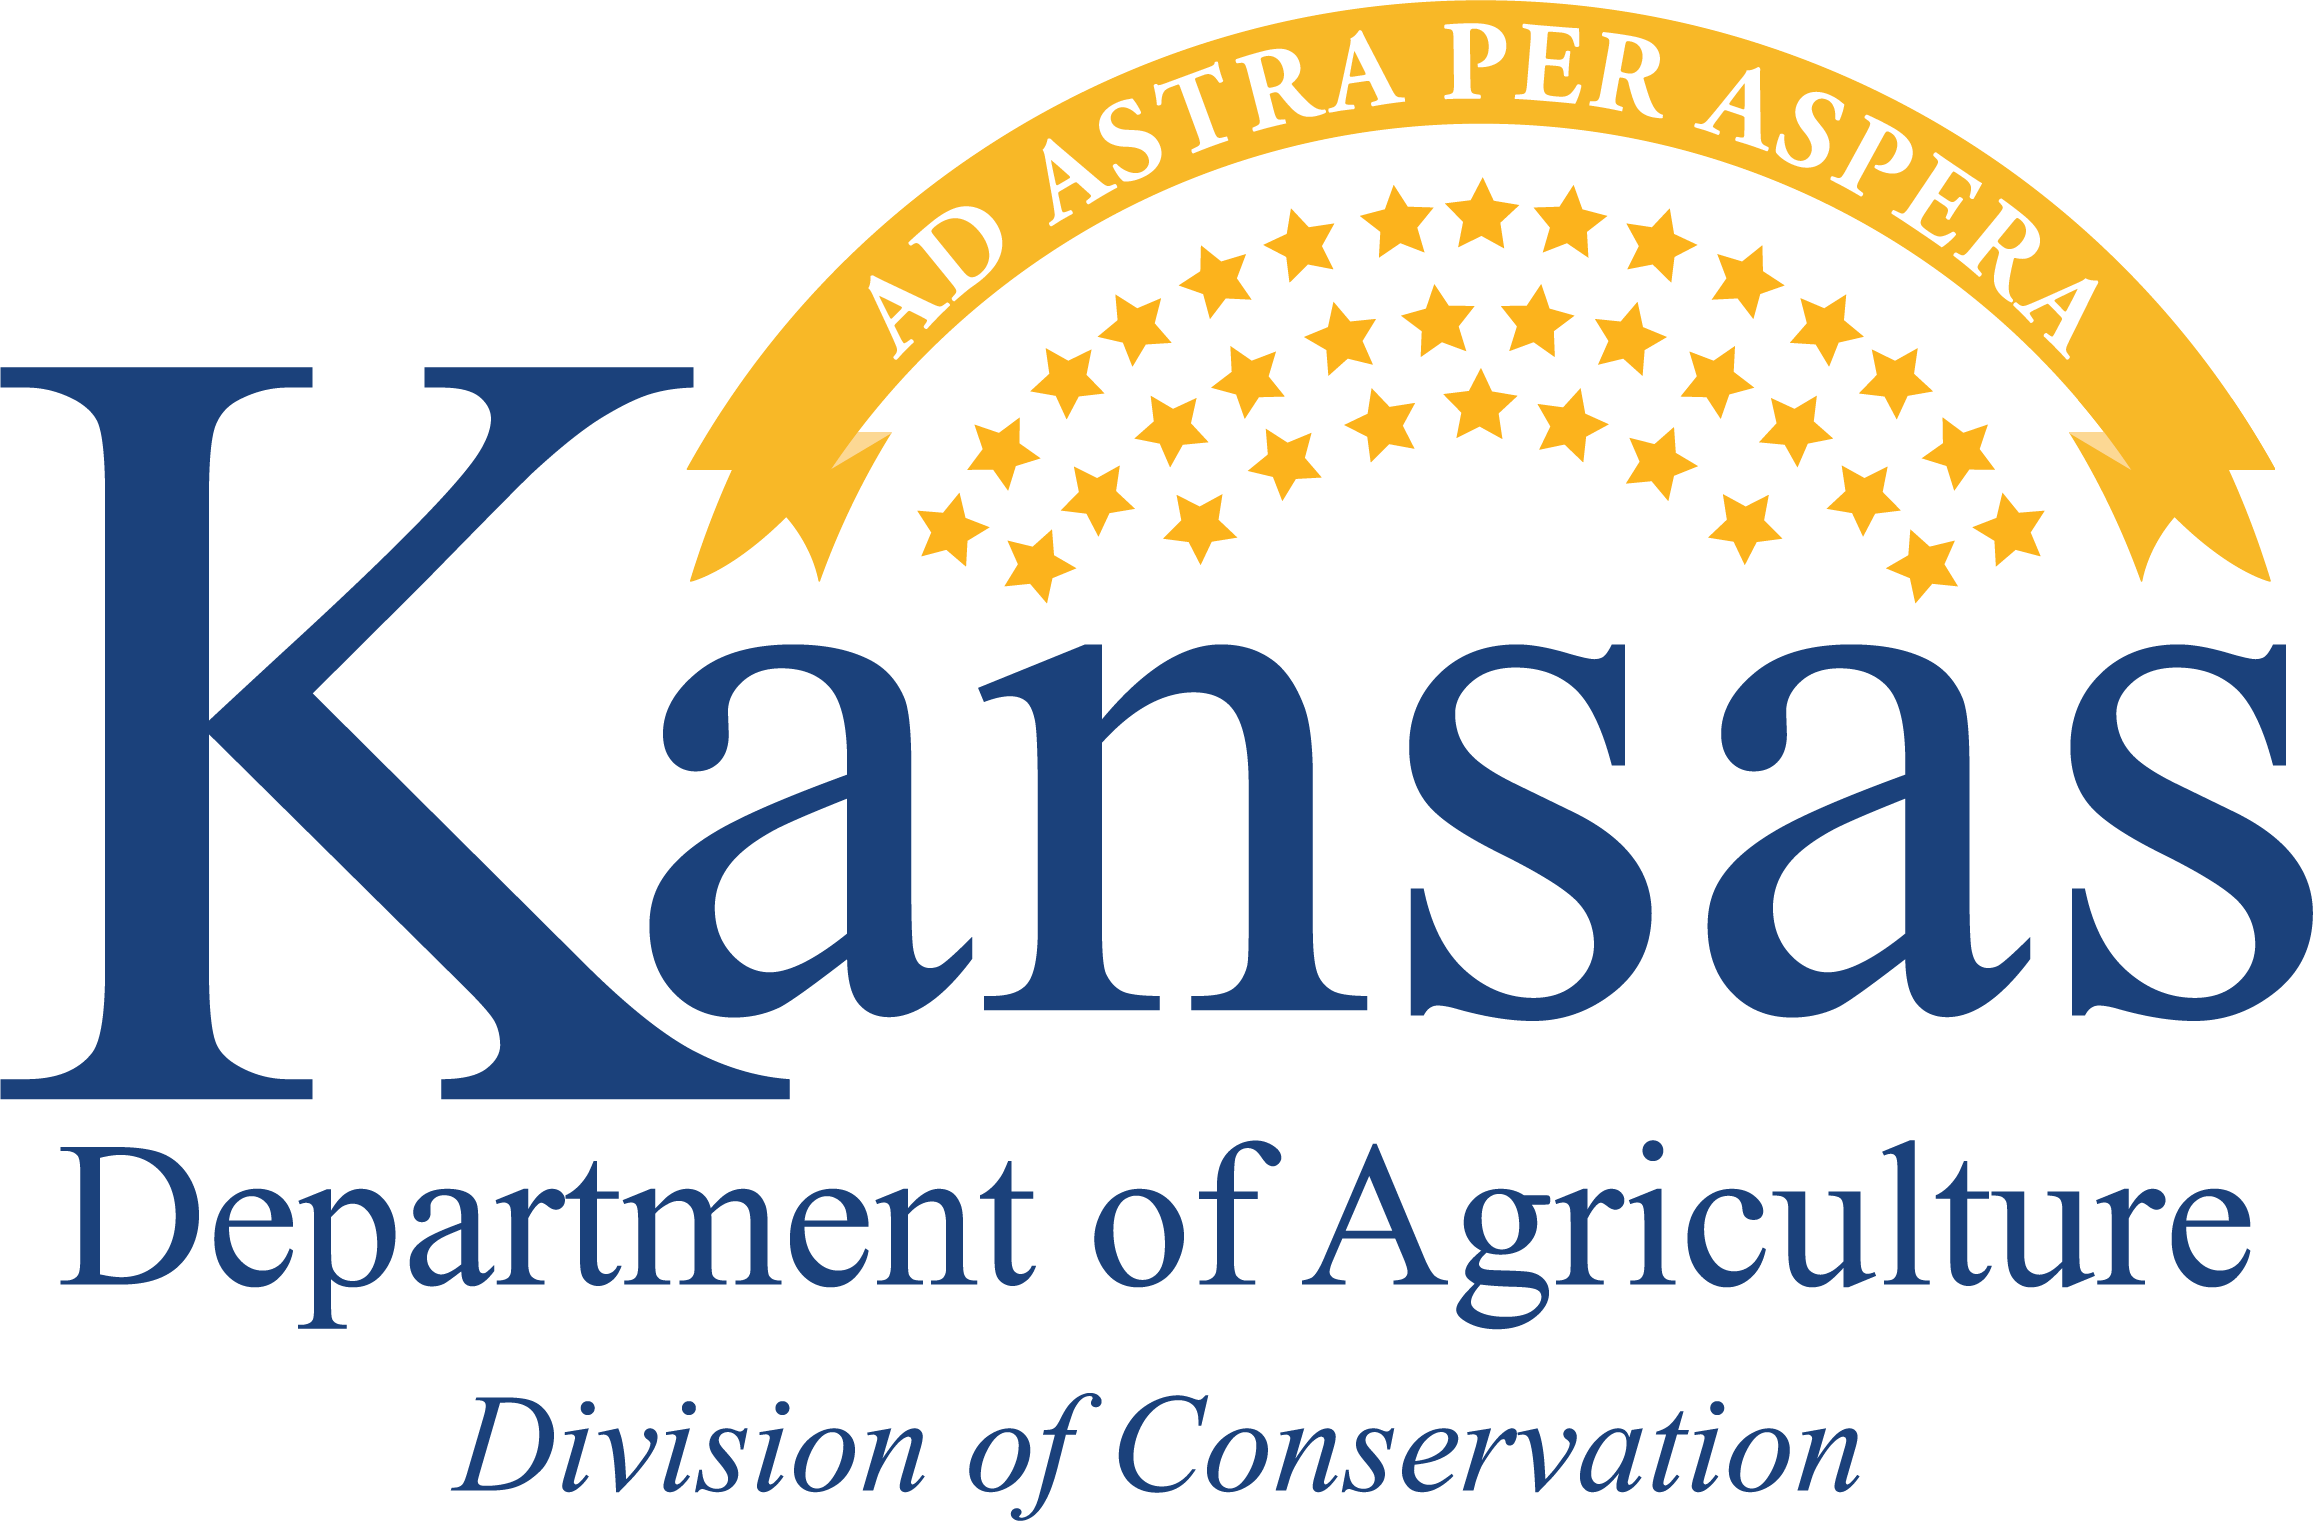 AD ASTRA PER ASPERA
Kansas
Department of Agriculture
Division of Conservation